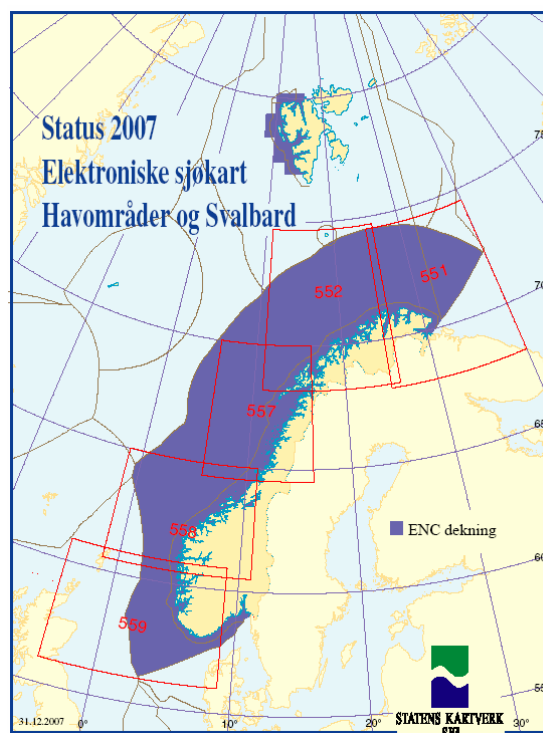 Status 2007
Elektroniske sjøkart
Havområder og Svalbard
551
552
557
558
559
ENC dekning
31.12.2007
0°
10°
20°
STATENS KARTVERK